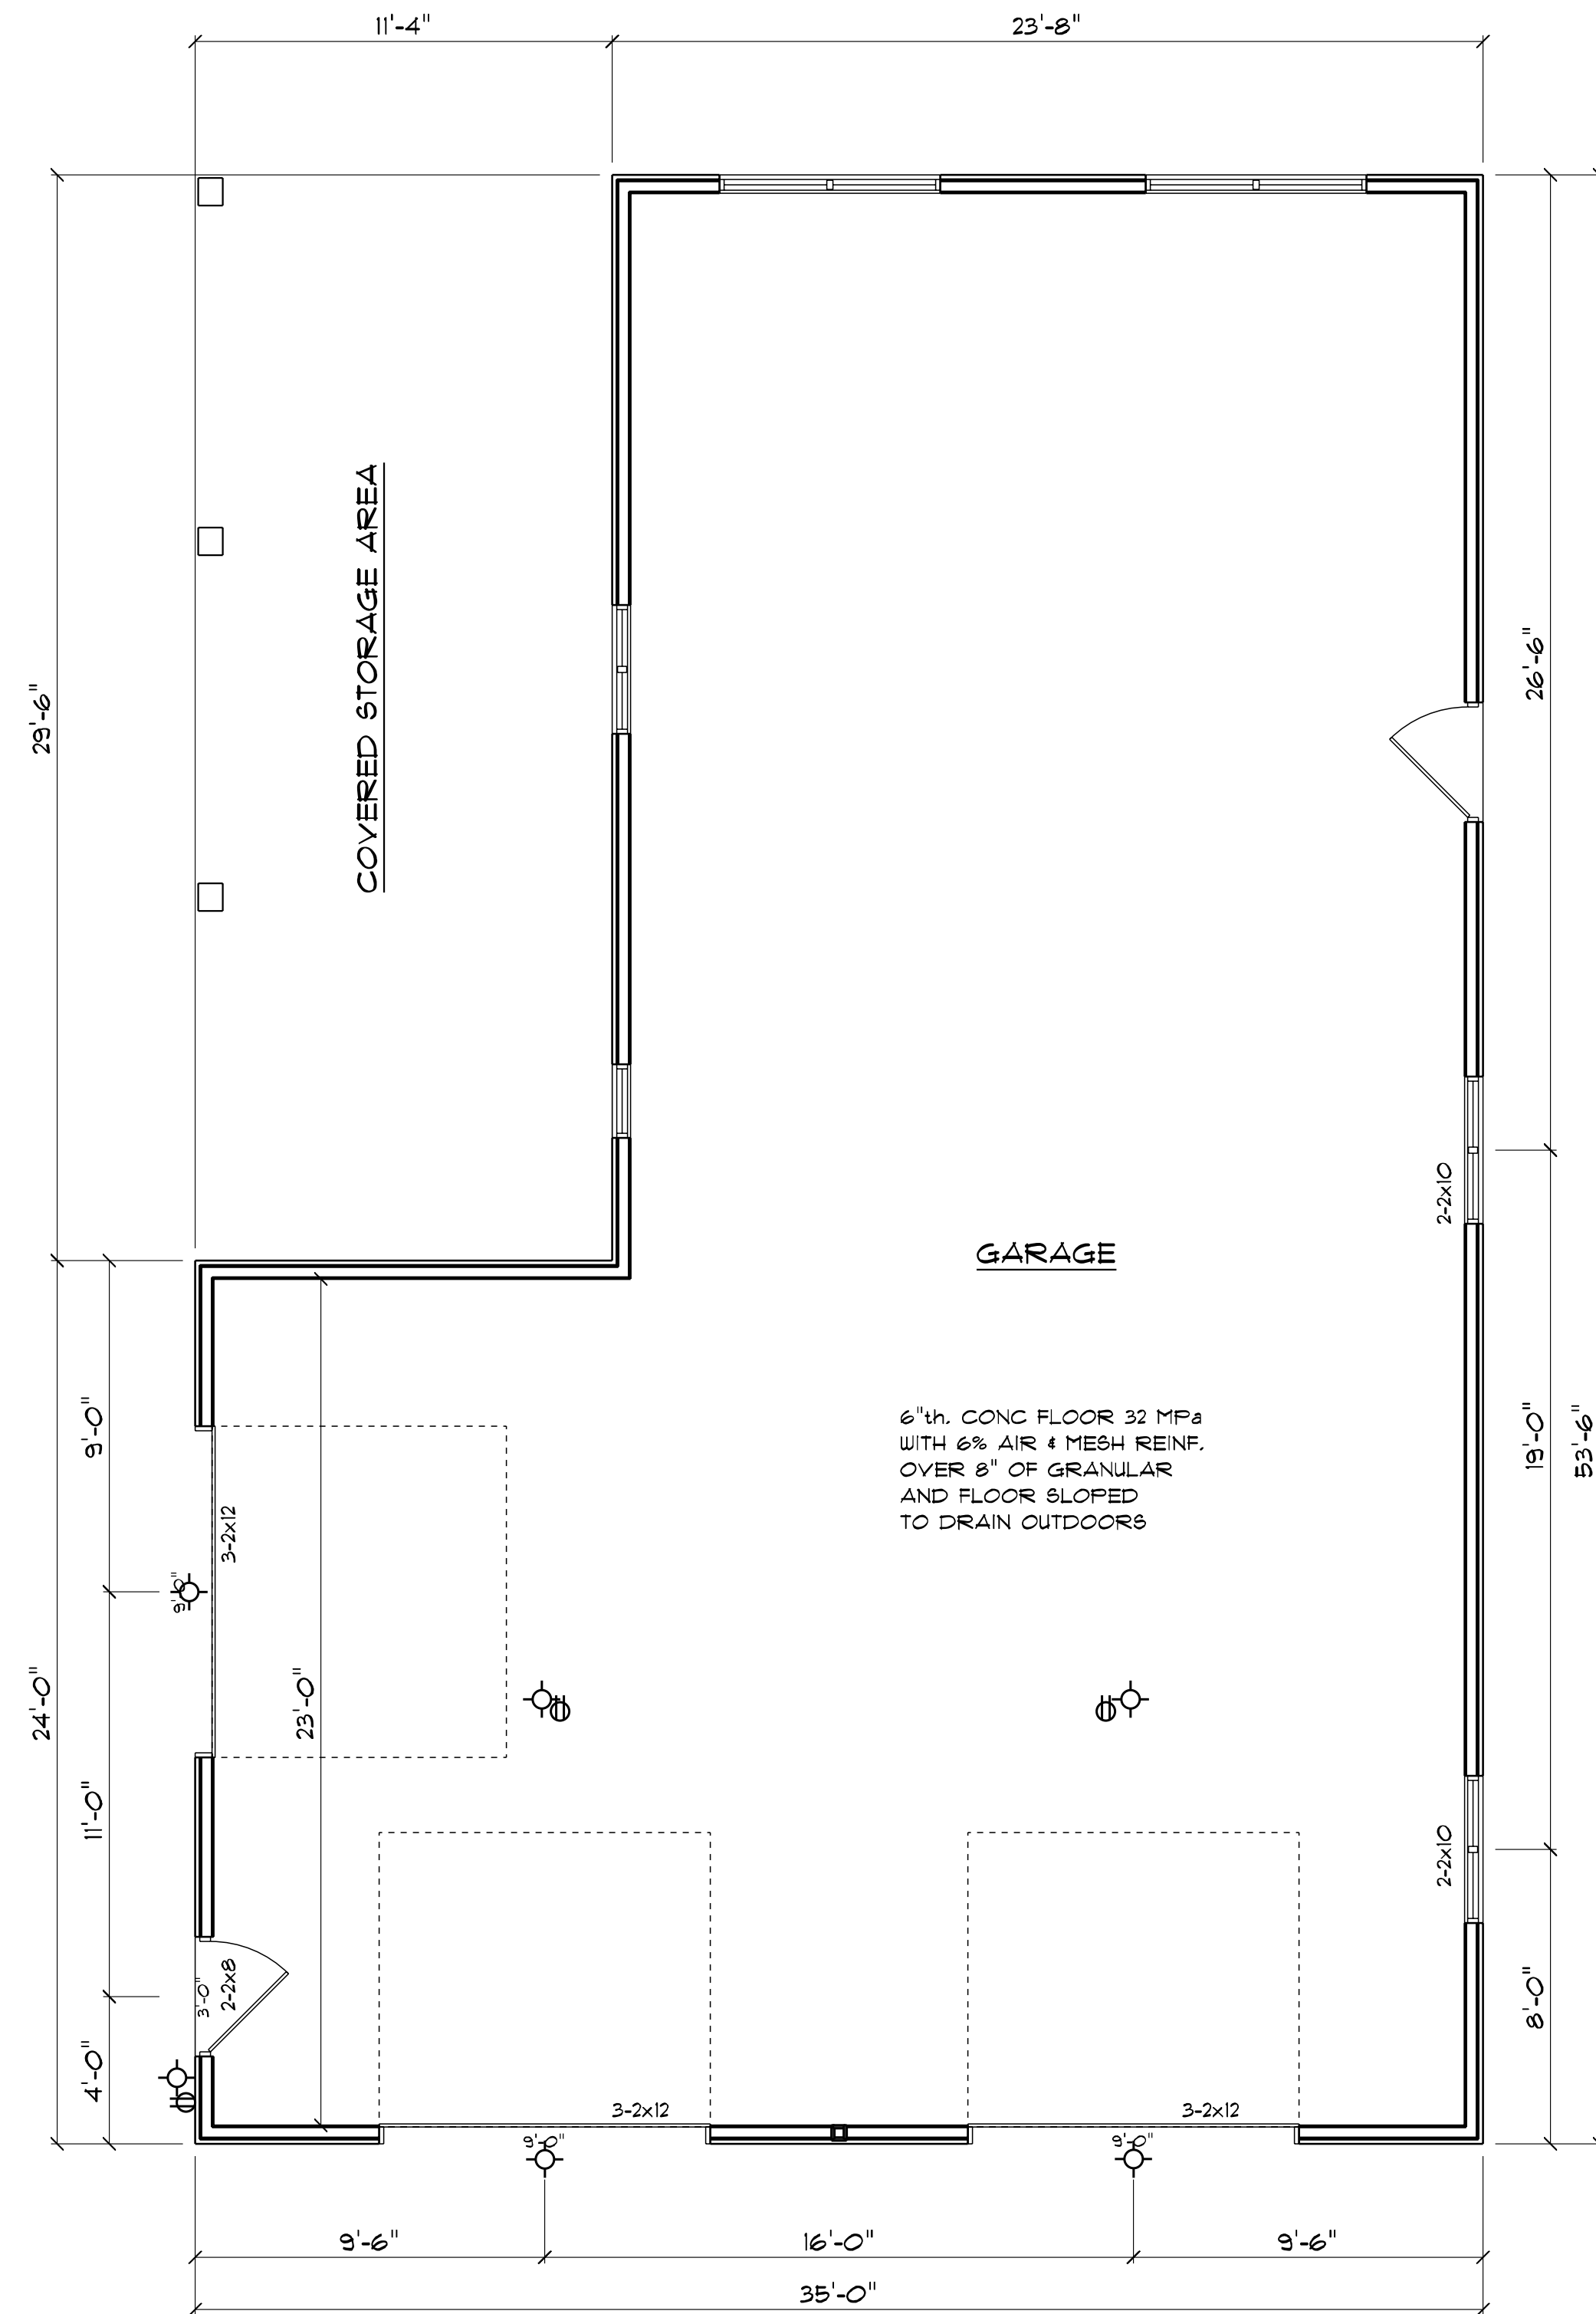 11'-4"
23'-8"
COVERED STORAGE AREA
29'-6"
26'-6"
2-2x10
GARAGE
6"th. CONC FLOOR 32 MPa
WITH 6% AIR & MESH REINF.
OVER 8" OF GRANULAR
AND FLOOR SLOPED
TO DRAIN OUTDOORS
9'-0"
19'-0"
53'-6"
3-2x12
9'-0"
24'-0"
23'-0"
11'-0"
2-2x10
3'-0"
2-2x8
8'-0"
4'-0"
3-2x12
3-2x12
9'-0"
9'-0"
9'-6"
16'-0"
9'-6"
35'-0"